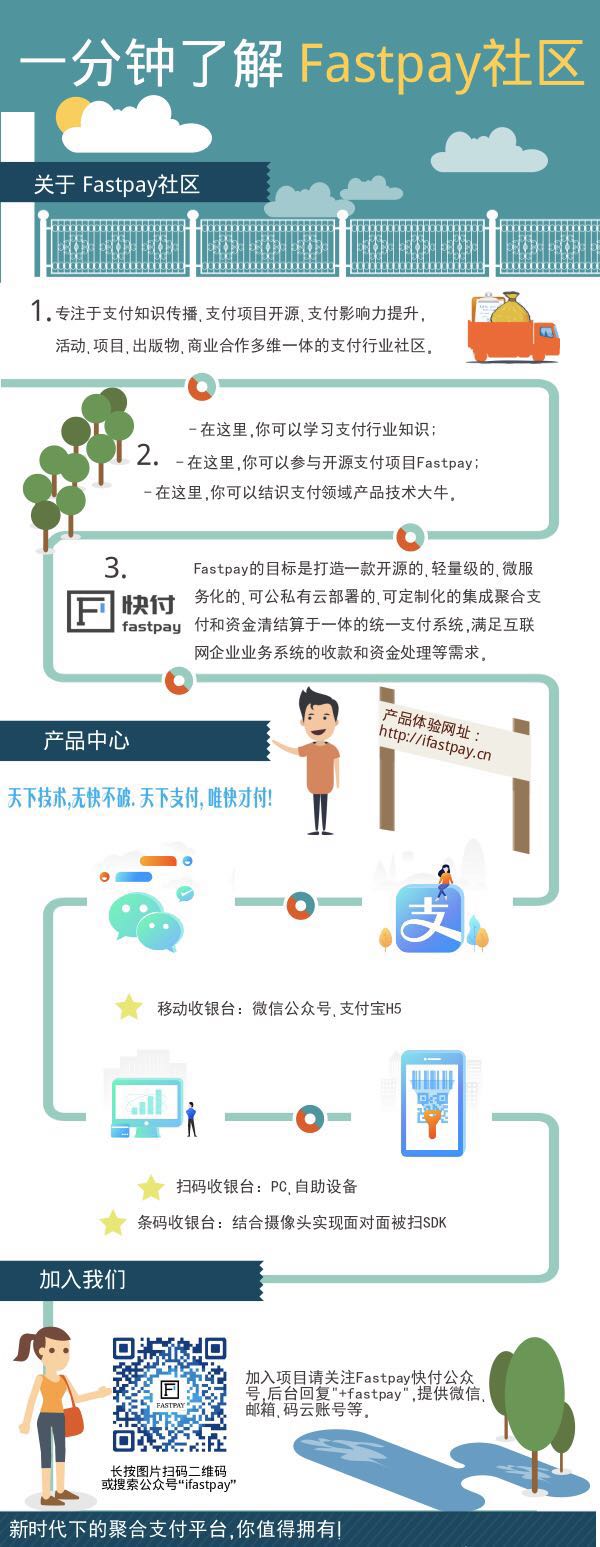 一分钟了解 Fastpay社区
关于 Fastpay社区
1.
专注于支付知识传播、支付项目开源、支付影响力提升,
活动、项目、出版物、商业合作多维一体的支付行业社区。
2.
-在这里,你可以学习支付行业知识;
-在这里,你可以参与开源支付项目Fastpay;
-在这里,你可以结识支付领域产品技术大牛。
3.
快付
fastpay
Fastpay的目标是打造一款开源的、轻量级的、微服
务化的、可公私有云部署的、可定制化的集成聚合支
付和资金清结算于一体的统一支付系统,满足互联
网企业业务系统的收款和资金处理等需求。
产品中心
产品体验网址：
http://ifastpay.cn
天下技术,无快不破. 天下支付, 唯快才付!
支
移动收银台：微信公众号、支付宝H5
扫码收银台：PC、自助设备
条码收银台：结合摄像头实现面对面被扫SDK
加入我们
FASTPAY
加入项目请关注Fastpay快付公众
号,后台回复"+fastpay",提供微信、
邮箱、码云账号等。
长按图片扫码二维码
或搜索公众号“ifastpay”
新时代下的聚合支付平台,你值得拥有!